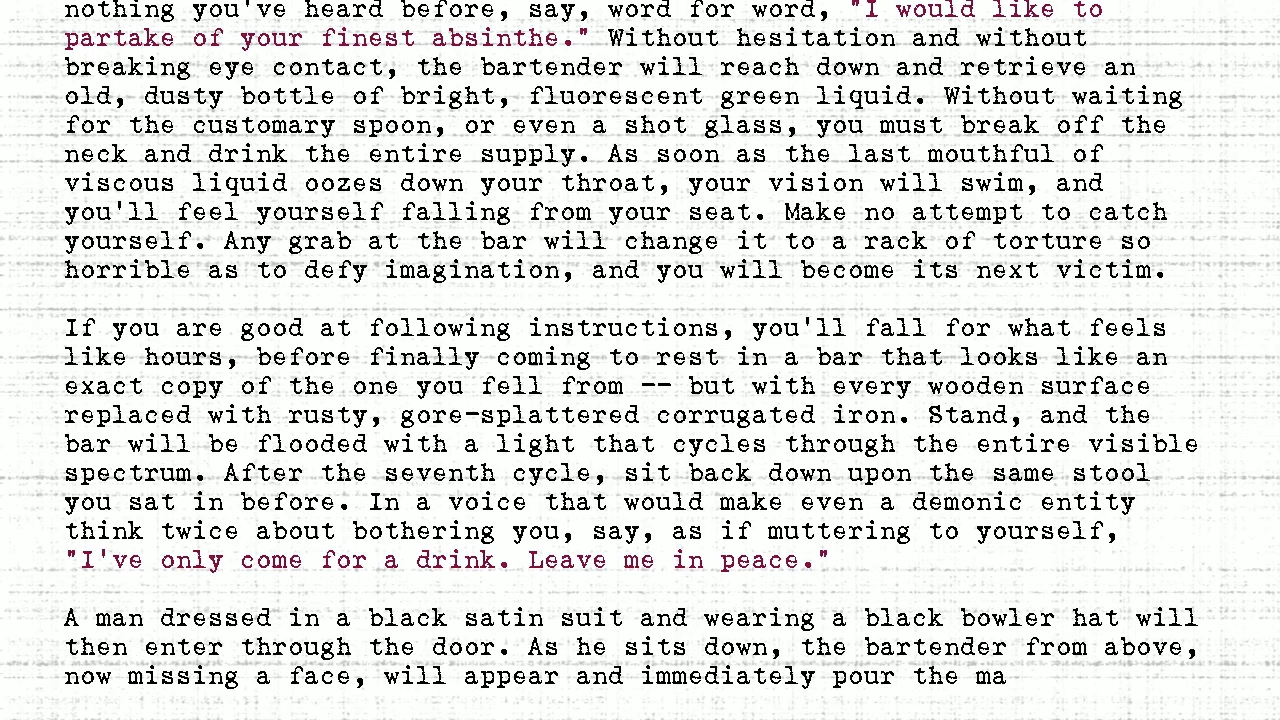 nothing you've heard before, say, word for word, "I would like to
partake of your finest absinthe." Without hesitation and without
breaking eye contact, the bartender will reach down and retrieve an
old, dusty bottle of bright, fluorescent green liquid. Without waiting
for the customary spoon, or even a shot glass, you must break off the
neck and drink the entire supply. As soon as the last mouthful of
viscous liquid oozes down your throat, your vision will swim, and
you'll feel yourself falling from your seat. Make no attempt to catch
yourself. Any grab at the bar will change it to a rack of torture so
horrible as to defy imagination, and you will become its next victim.
If you are good at following instructions, you'll fall for what feels
like hours, before finally coming to rest in a bar that looks like an
exact copy of the one you fell from -- but with every wooden surface
replaced with rusty, gore-splattered corrugated iron. Stand, and the
bar will be flooded with a light that cycles through the entire visible
spectrum. After the seventh cycle, sit back down upon the same stool
you sat in before. In a voice that would make even a demonic entity
think twice about bothering you, say, as if muttering to yourself,
"I've only come for a drink. Leave me in peace."
A man dressed in a black satin suit and wearing a black bowler hat will
then enter through the door. As he sits down, the bartender from above,
now missing a face, will appear and immediately pour the ma